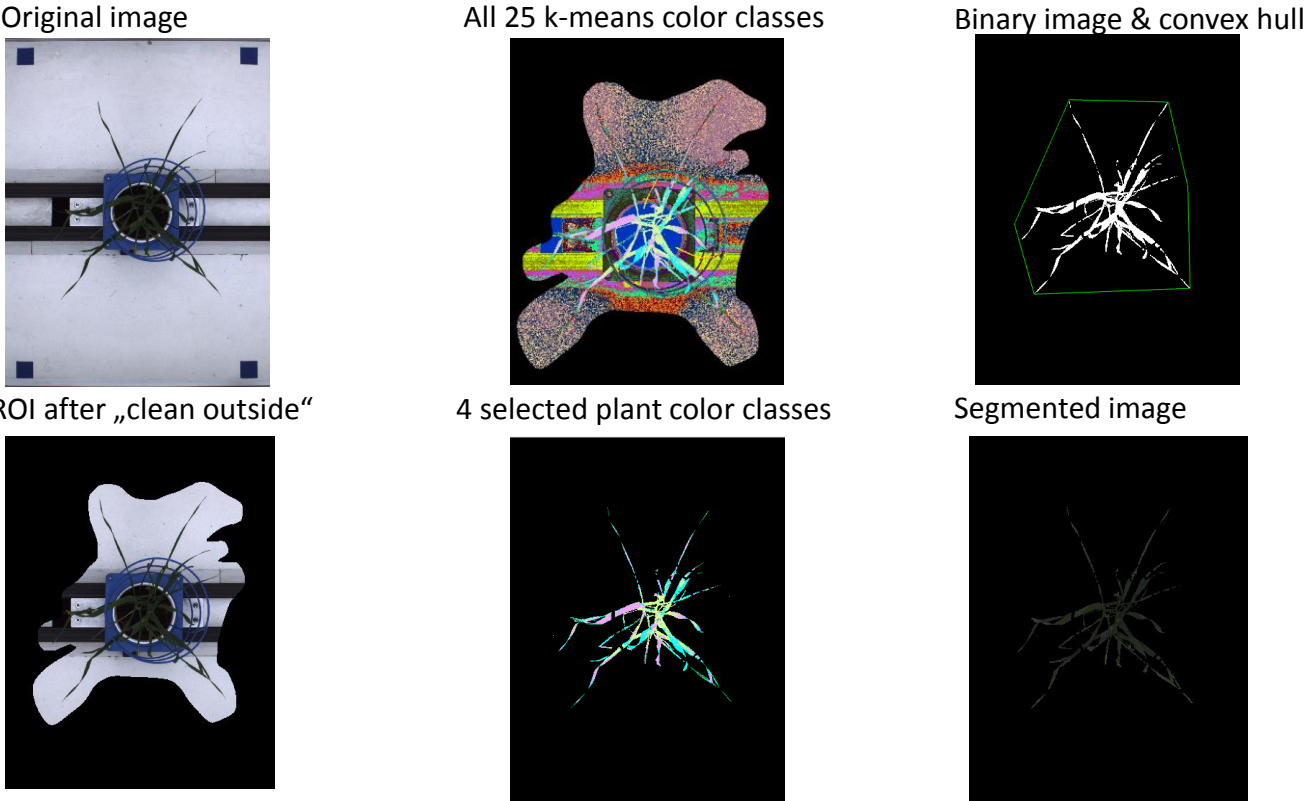 Original image
All 25 k-means color classes
Binary image & convex hull
ROI after „clean outside“
4 selected plant color classes
Segmented image